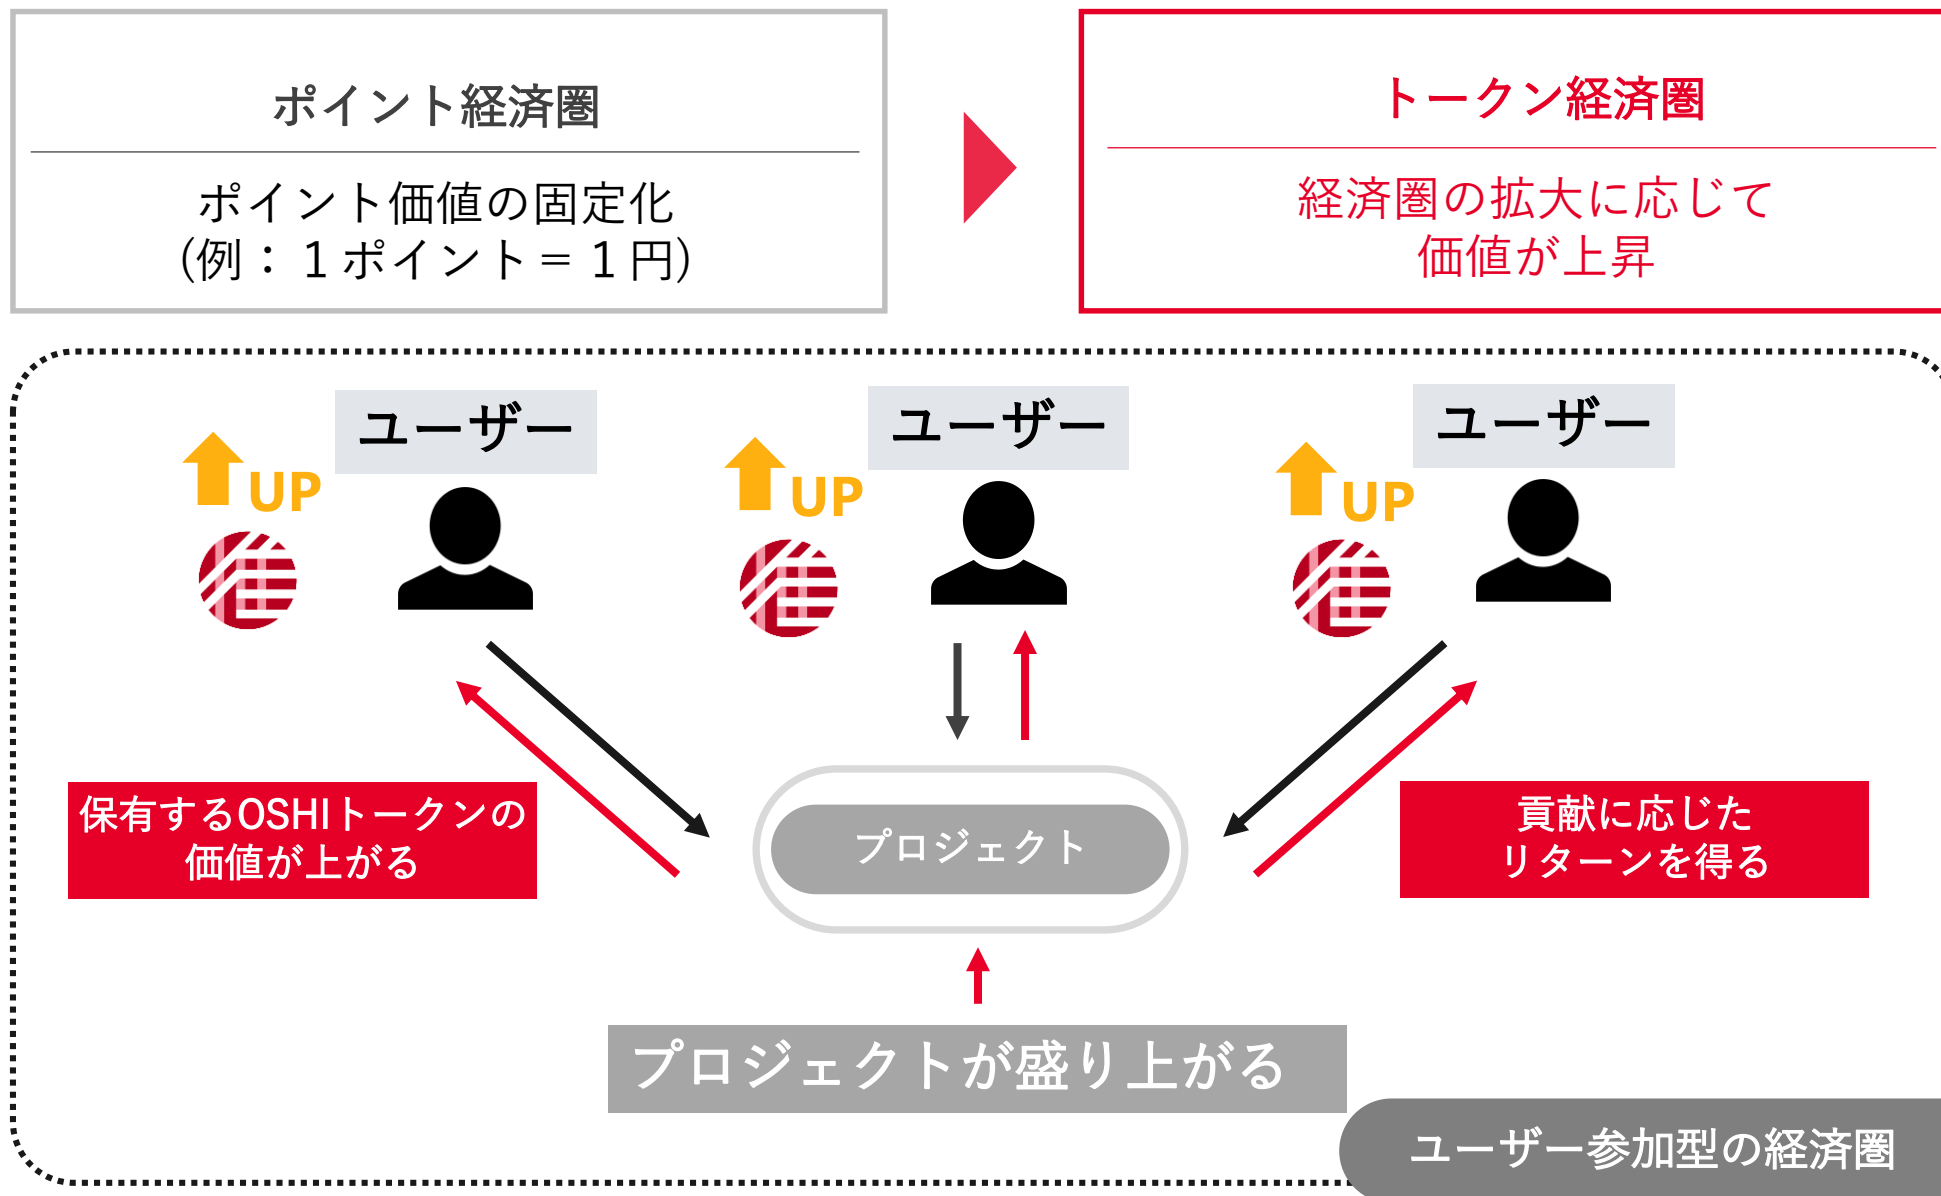 ポイント経済圏
ポイント価値の固定化
(例：１ポイント＝１円)
トークン経済圏
経済圏の拡大に応じて
価値が上昇
ユーザー
UP
ユーザー
UP
ユーザー
UP
保有するOSHIトークンの
価値が上がる
プロジェクト
貢献に応じた
リターンを得る
プロジェクトが盛り上がる
ユーザー参加型の経済圏